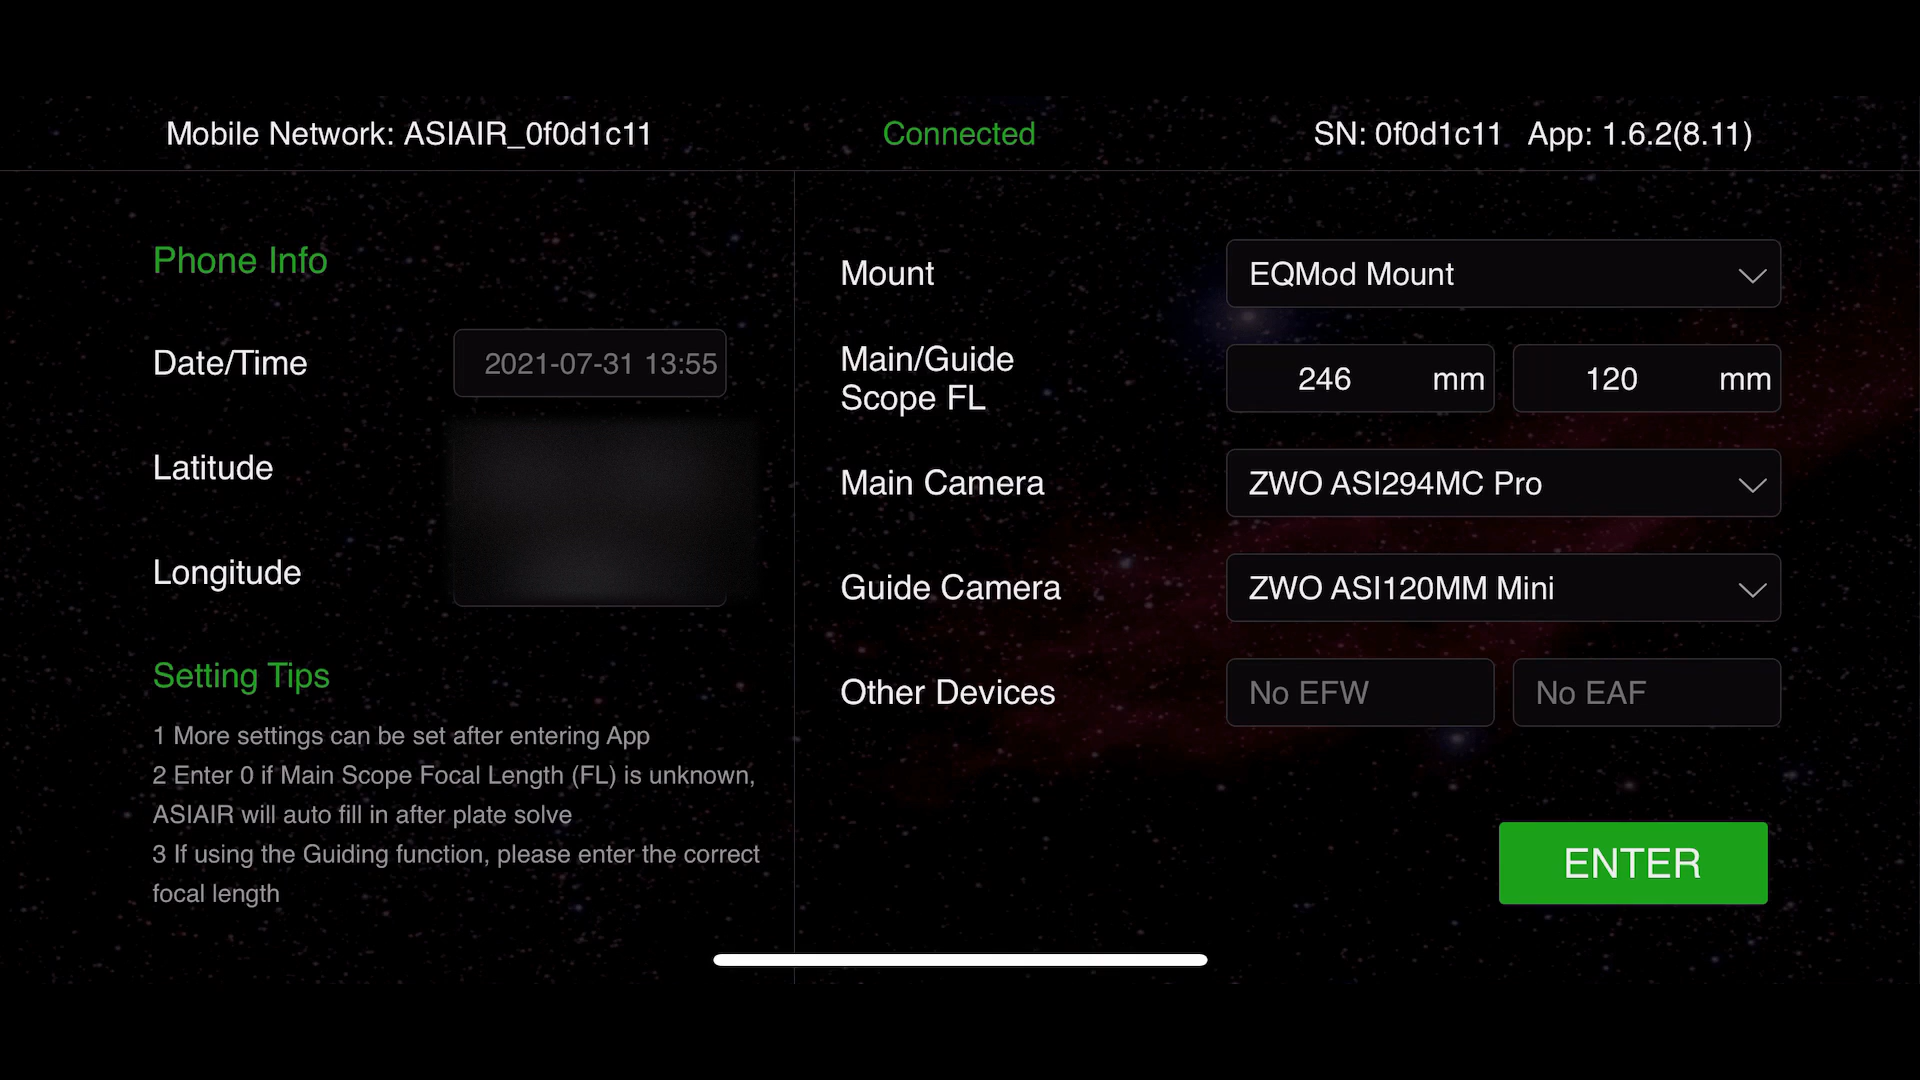 Mobile Network: ASIAIR_0f0d1c11
Connected
SN: 0f0d1c11 App: 1.6.2(8.11)
Phone Info
Date/Time 2021-07-31 13:55
Latitude
Longitude
Setting Tips
1 More settings can be set after entering App
2 Enter 0 if Main Scope Focal Length (FL) is unknown,
ASIAIR will auto fill in after plate solve
3 If using the Guiding function, please enter the correct
focal length
Mount EQMod Mount
Main/Guide
Scope FL 246 mm 120 mm
Main Camera ZWO ASI294MC Pro
Guide Camera ZWO ASI120MM Mini
Other Devices No EFW No EAF
ENTER